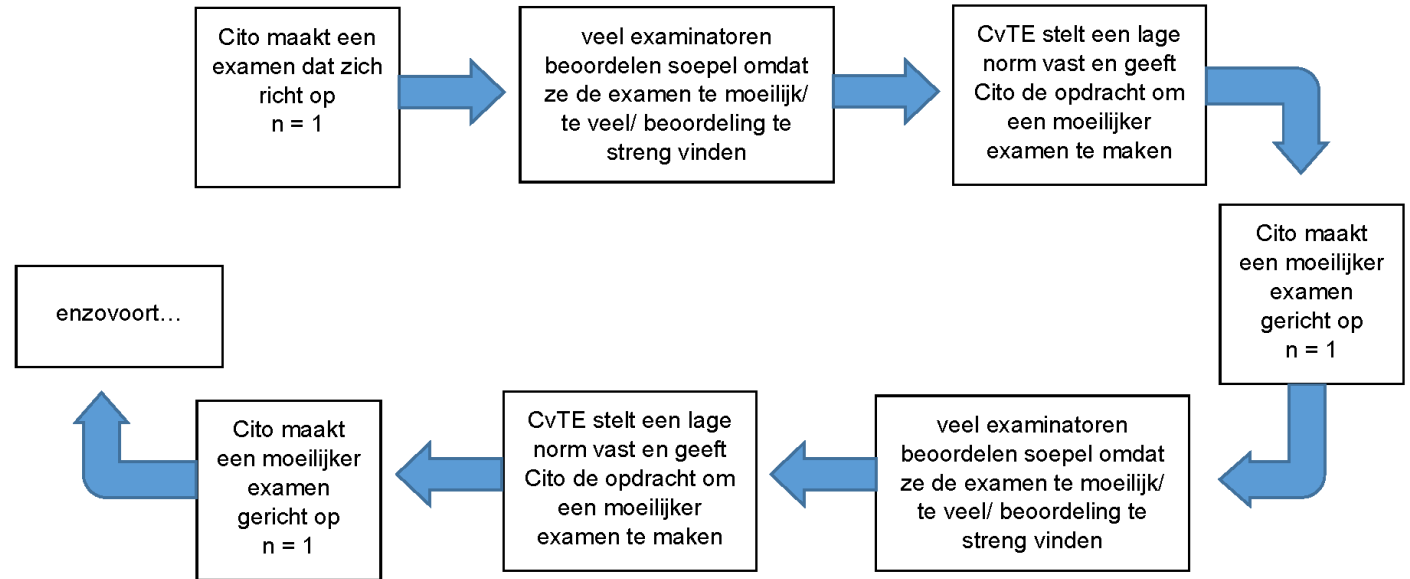 Cito maakt een
examen dat zich
richt op
n = 1
veel examinatoren
beoordelen soepel omdat
ze de examen te moeilijk/
te veel/ beoordeling te
streng vinden
CvTE stelt een lage
norm vast en geeft
Cito de opdracht om
een moeilijker
examen te maken
Cito maakt
een moeilijker
examen
gericht op
n = 1
veel examinatoren
beoordelen soepel omdat
ze de examen te moeilijk/
te veel/ beoordeling te
streng vinden
CvTE stelt een lage
norm vast en geeft
Cito de opdracht om
een moeilijker
examen te maken
Cito maakt
een moeilijker
examen
gericht op
n = 1
enzovoort…